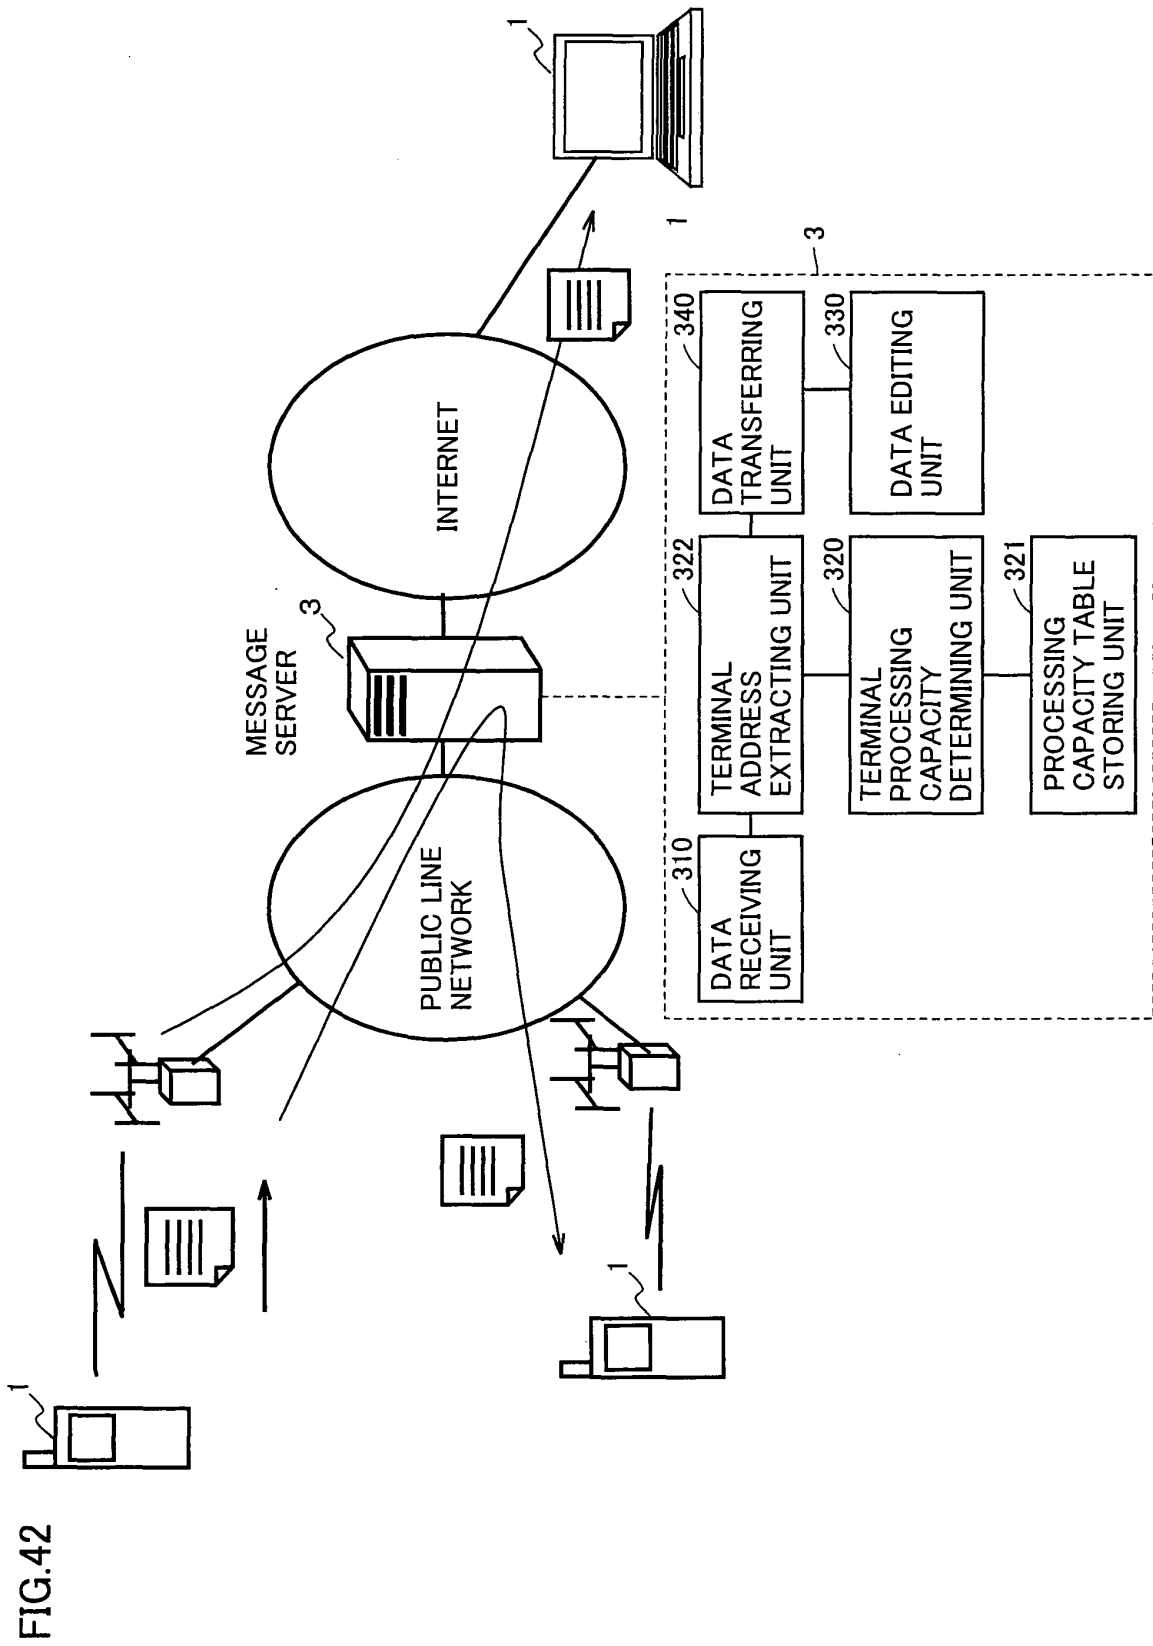 FIG.42
1
MESSAGE
SERVER
3
1
PUBLIC LINE
NETWORK
INTERNET
1
1
3
310
DATA
RECEIVING
UNIT
322
TERMINAL
ADDRESS
EXTRACTING UNIT
340
DATA
TRANSFERRING
UNIT
320
TERMINAL
PROCESSING
CAPACITY
DETERMINING UNIT
330
DATA EDITING
UNIT
321
PROCESSING
CAPACITY TABLE
STORING UNIT